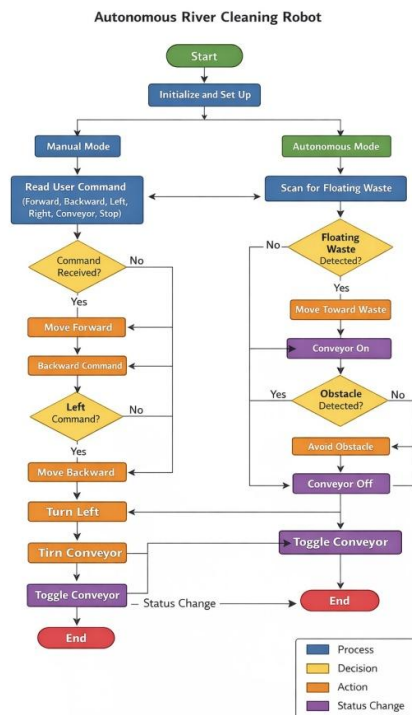 Autonomous River Cleaning Robot
Start
Initialize and Set Up
Manual Mode
Autonomous Mode
Read User Command
(Forward, Backward, Left,
Right, Conveyor, Stop)
Scan for Floating Waste
Command
Received?
No
Yes
Move Forward
Backward Command
Left
Command?
No
Yes
Move Backward
Turn Left
Tirn Conveyor
Toggle Conveyor
End
Floating
Waste
Detected?
No
Yes
Move Toward Waste
Conveyor On
Obstacle
Detected?
Yes
No
Avoid Obstacle
Conveyor Off
Toggle Conveyor
Status Change
End
Process
Decision
Action
Status Change